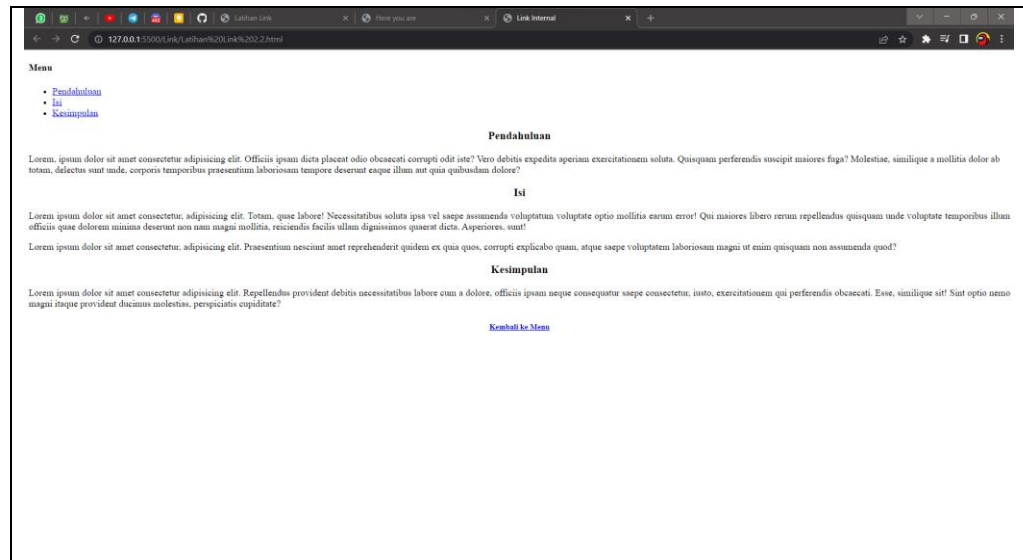 Latihan Link
Here you are
Link Internal
127.0.0.1:5500/Link/Latihan%20Link%202.2.html
Menu
Pendahuluan
Isi
Kesimpulan
Pendahuluan
Lorem, ipsum dolor sit amet consectetur adipisicing elit. Officiis ipsam dicta placeat odio obcaecati corrupti odit iste? Vero debitis expedita aperiam exercitationem soluta. Quisquam perferendis suscipit maiores fuga? Molestiae, similique a mollitia dolor ab
totam, delectus sunt unde, corporis temporibus praesentium laboriosam tempore deserunt eaque illum aut quia quibusdam dolore?
Isi
Lorem ipsum dolor sit amet consectetur, adipisicing elit. Totam, quae labore! Necessitatibus soluta ipsa vel saepe assumenda voluptatum voluptate optio mollitia earum error! Qui maiores libero rerum repellendus quisquam unde voluptate temporibus illum
officiis quae dolorem minima deserunt non nam magni mollitia, reiciendis facilis ullam dignissimos quaerat dicta. Asperiores, sunt!
Lorem ipsum dolor sit amet consectetur, adipisicing elit. Praesentium nesciunt amet reprehenderit quidem ex quia quos, corrupti explicabo quam, atque saepe voluptatem laboriosam magni ut enim quisquam non assumenda quod?
Kesimpulan
Lorem ipsum dolor sit amet consectetur adipisicing elit. Repellendus provident debitis necessitatibus labore cum a dolore, officiis ipsam neque consequatur saepe consectetur, iusto, exercitationem qui perferendis obcaecati. Esse, similique sit! Sint optio nemo
magni itaque provident ducimus molestias, perspiciatis cupiditate?
Kembali ke Menu